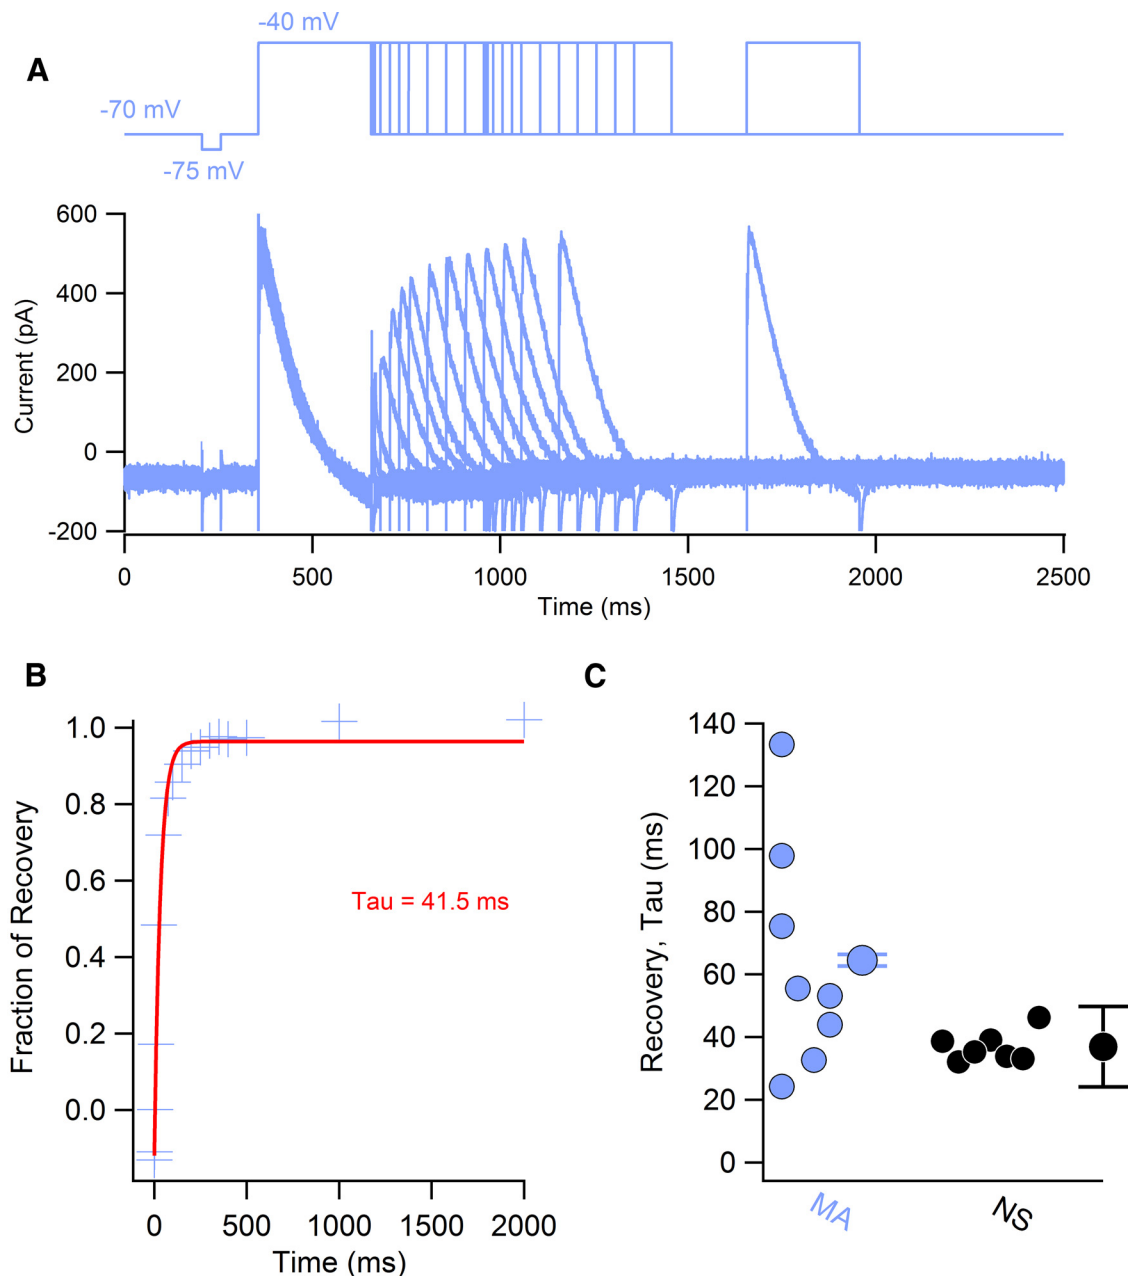 A
-40 mV
-70 mV
-75 mV
600
400
200
0
-200
Current (pA)
0 500 1000 1500 2000 2500
Time (ms)
B
1.0
0.8
0.6
0.4
0.2
0.0
Fraction of Recovery
Tau = 41.5 ms
0 500 1000 1500 2000
Time (ms)
C
140
120
100
80
60
40
20
0
Recovery, Tau (ms)
MA NS